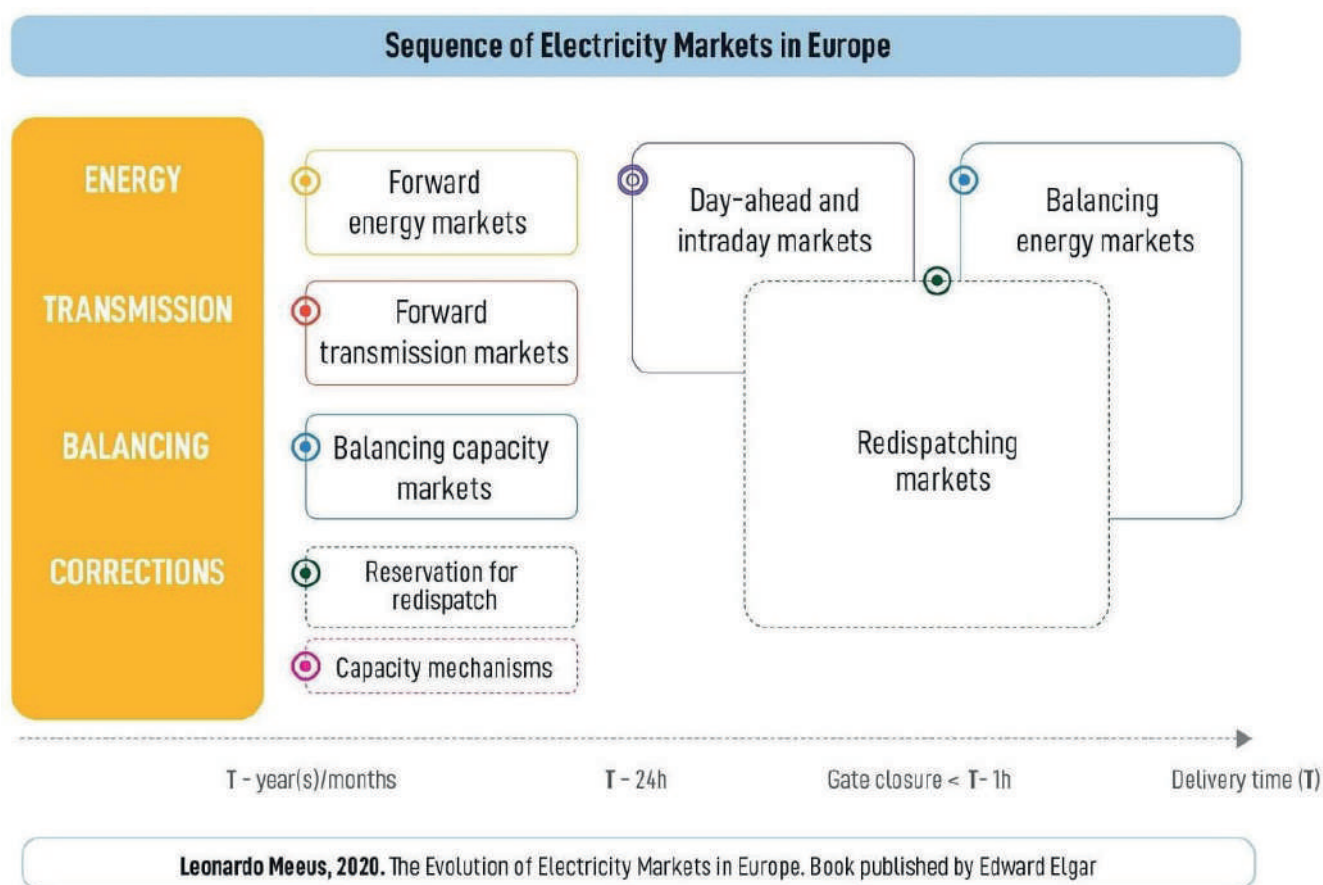 Sequence of Electricity Markets in Europe
ENERGY
Forward
energy markets
Day-ahead and
intraday markets
Balancing
energy markets
TRANSMISSION
Forward
transmission markets
BALANCING
Balancing capacity
markets
Redispatching
markets
CORRECTIONS
Reservation for
redispatch
Capacity mechanisms
T - year(s)/months
T - 24h
Gate closure < T- 1h
Delivery time (T)
Leonardo Meeus, 2020. The Evolution of Electricity Markets in Europe. Book published by Edward Elgar